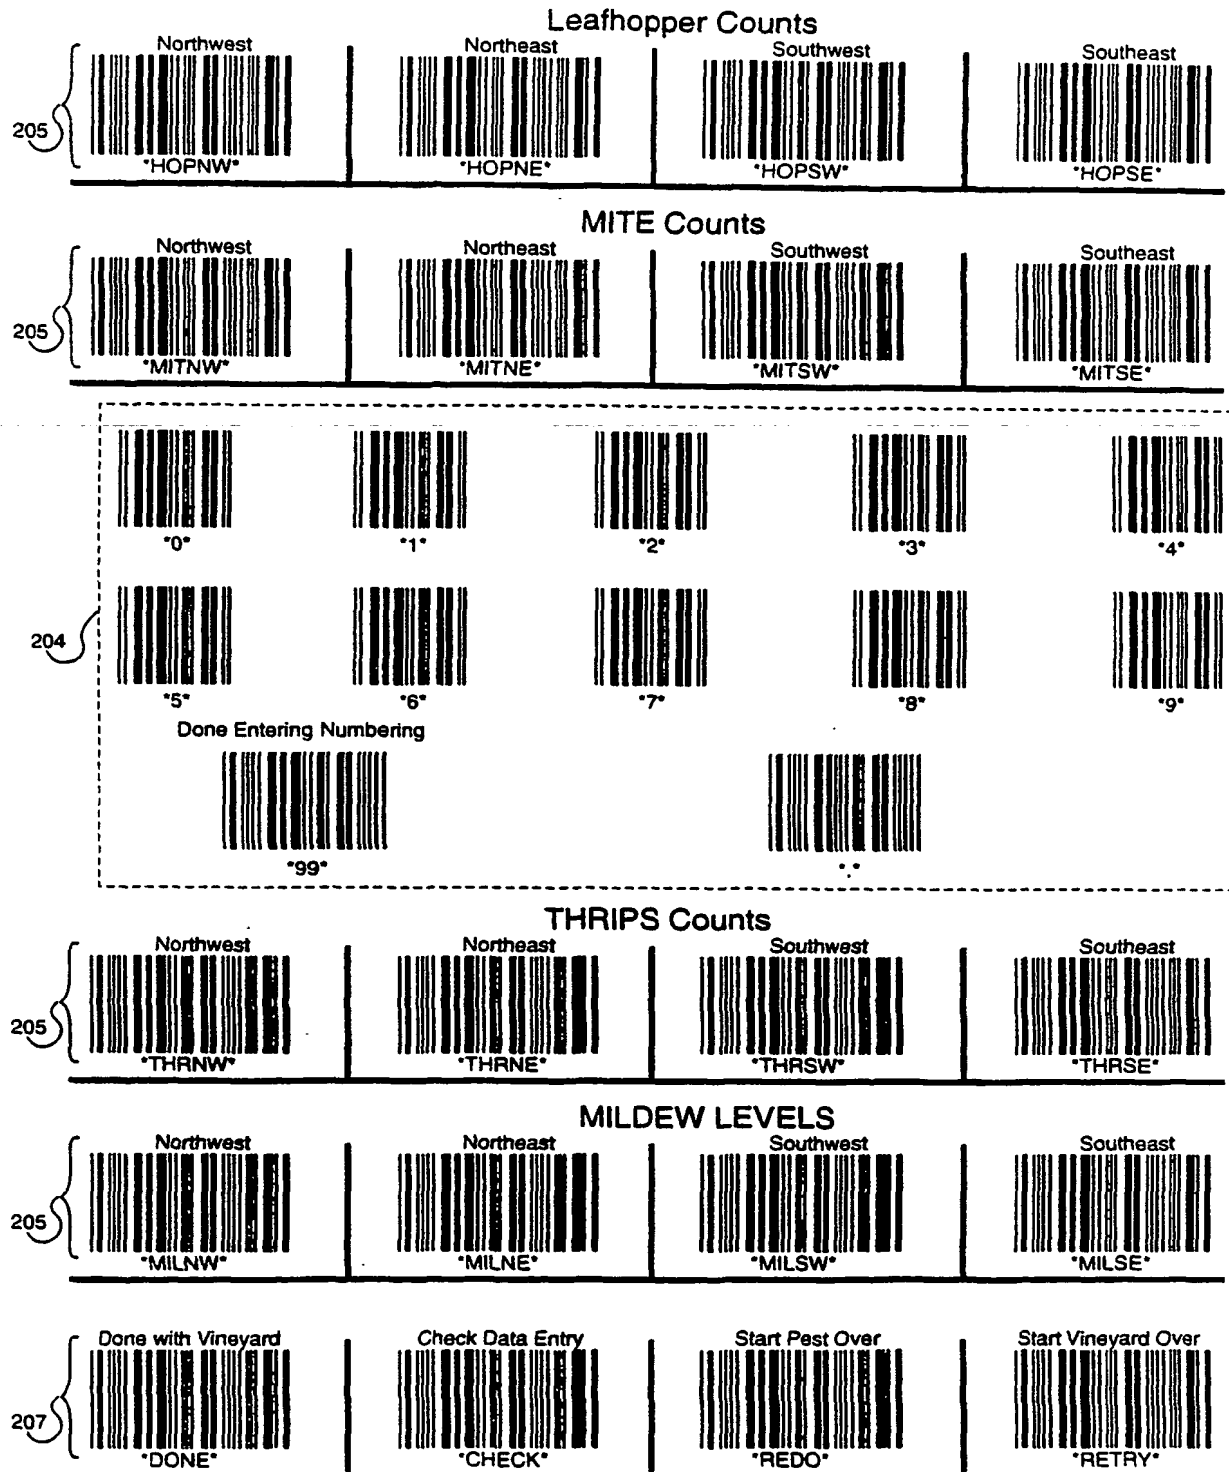 Leafhopper Counts
Northwest Northeast Southwest Southeast
205
*HOPNW* *HOPNE* *HOPSW* *HOPSE*
MITE Counts
Northwest Northeast Southwest Southeast
205
*MITNW* *MITNE* *MITSW* *MITSE*
*0* *1* *2* *3* *4*
204
*5* *6* *7* *8* *9*
Done Entering Numbering
*99* *.*
THRIPS Counts
Northwest Northeast Southwest Southeast
205
*THRNW* *THRNE* *THRSW* *THRSE*
MILDEW LEVELS
Northwest Northeast Southwest Southeast
205
*MILNW* *MILNE* *MILSW* *MILSE*
Done with Vineyard Check Data Entry Start Pest Over Start Vineyard Over
207
*DONE* *CHECK* *REDO* *RETRY*